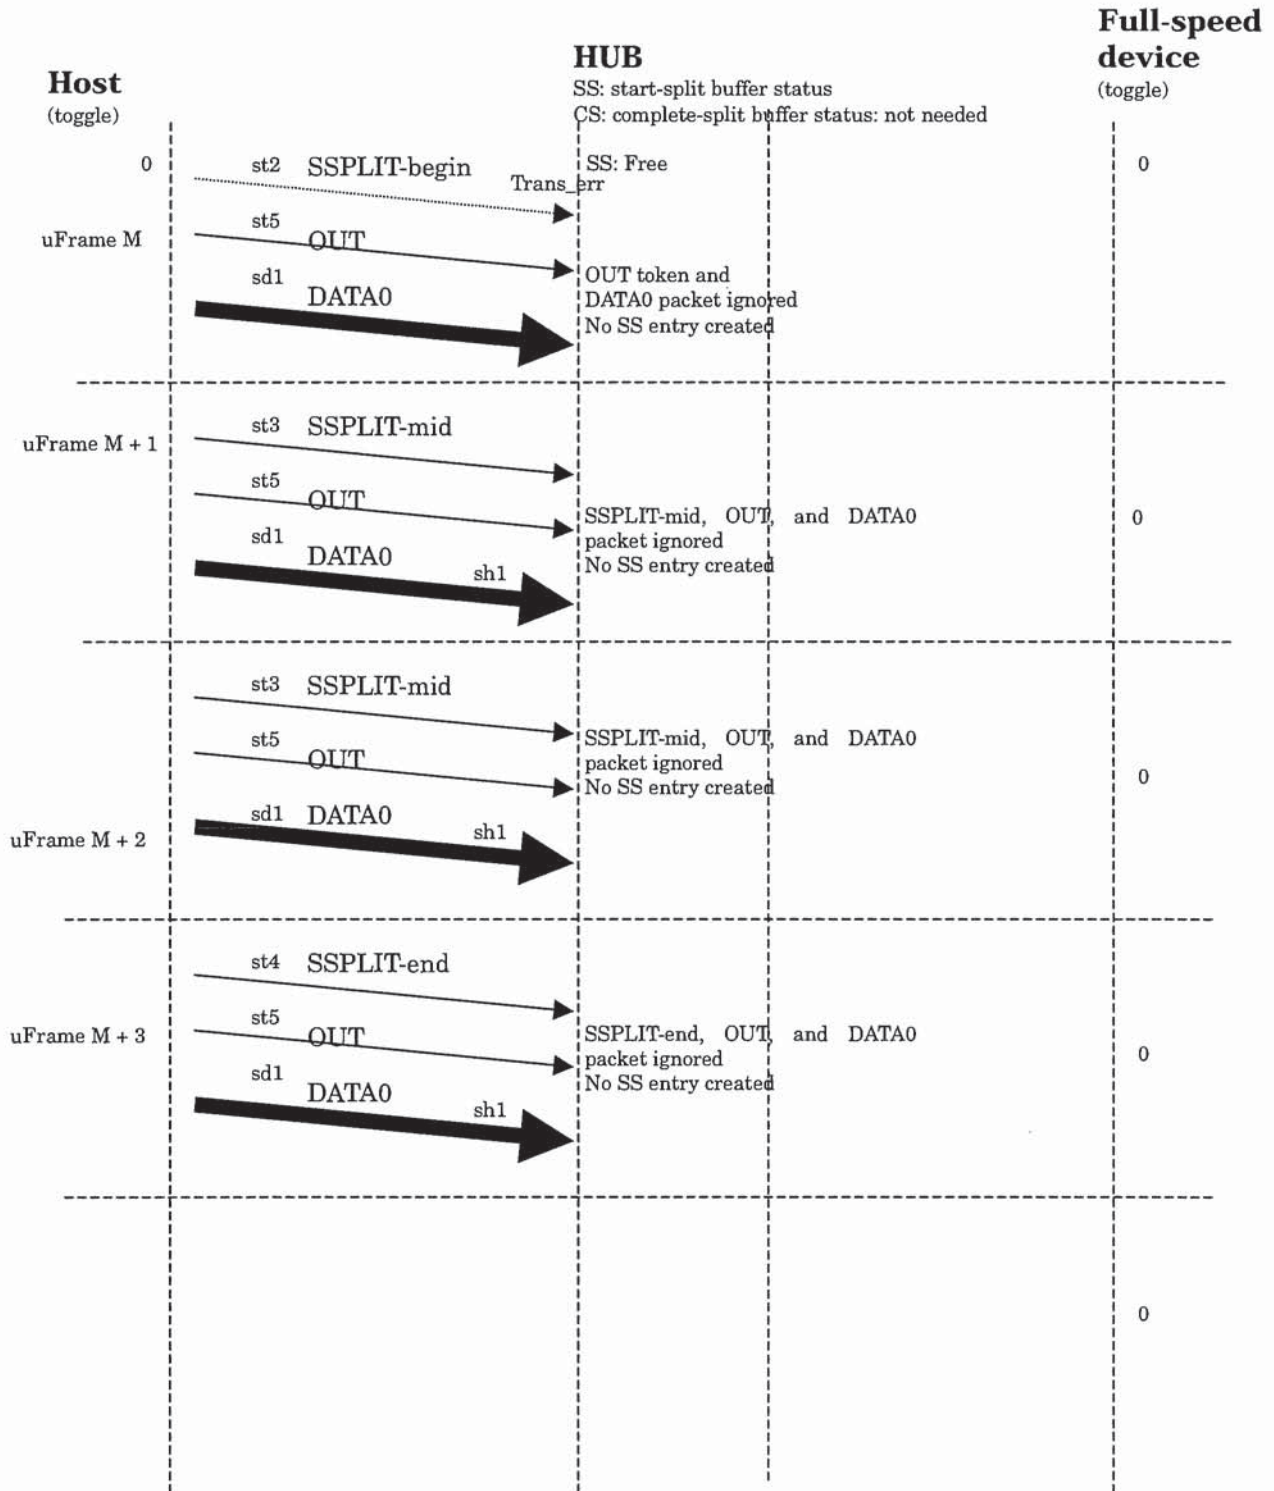 Full-speed
device
(toggle)
HUB
SS: start-split buffer status
CS: complete-split buffer status: not needed
Host
(toggle)
0
st2 SSPLIT-begin
Trans_err
SS: Free
0
uFrame M
st5 OUT
sd1 DATA0
OUT token and
DATA0 packet ignored
No SS entry created
uFrame M + 1
st3 SSPLIT-mid
st5 OUT
sd1 DATA0
sh1
SSPLIT-mid, OUT, and DATA0
packet ignored
No SS entry created
0
st3 SSPLIT-mid
st5 OUT
SSPLIT-mid, OUT, and DATA0
packet ignored
No SS entry created
0
uFrame M + 2
sd1 DATA0
sh1
st4 SSPLIT-end
uFrame M + 3
st5 OUT
sd1 DATA0
sh1
SSPLIT-end, OUT, and DATA0
packet ignored
No SS entry created
0
0